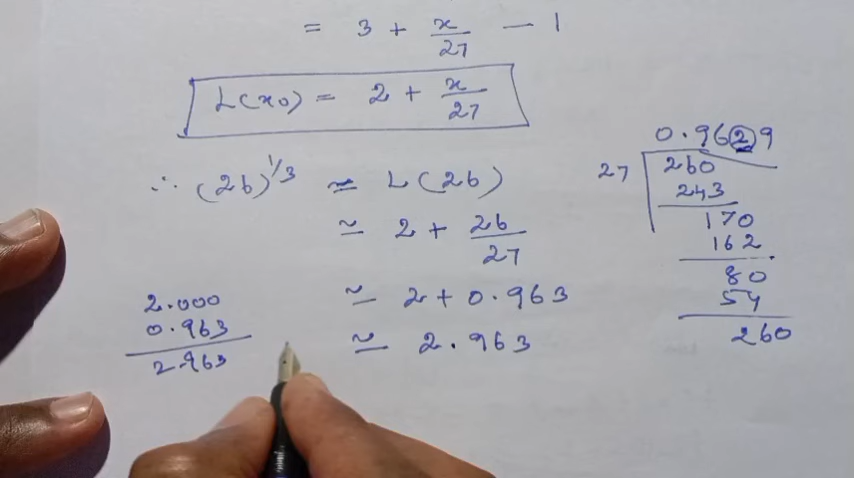 = 3 + x/27 - 1
L(x0) = 2 + x/27
∴ (26)^1/3 ≃ L(26)
≃ 2 + 26/27
≃ 2 + 0.963
≃ 2.963
2.000
0.963
2.963
0.9629
27 260
243
170
162
80
54
260